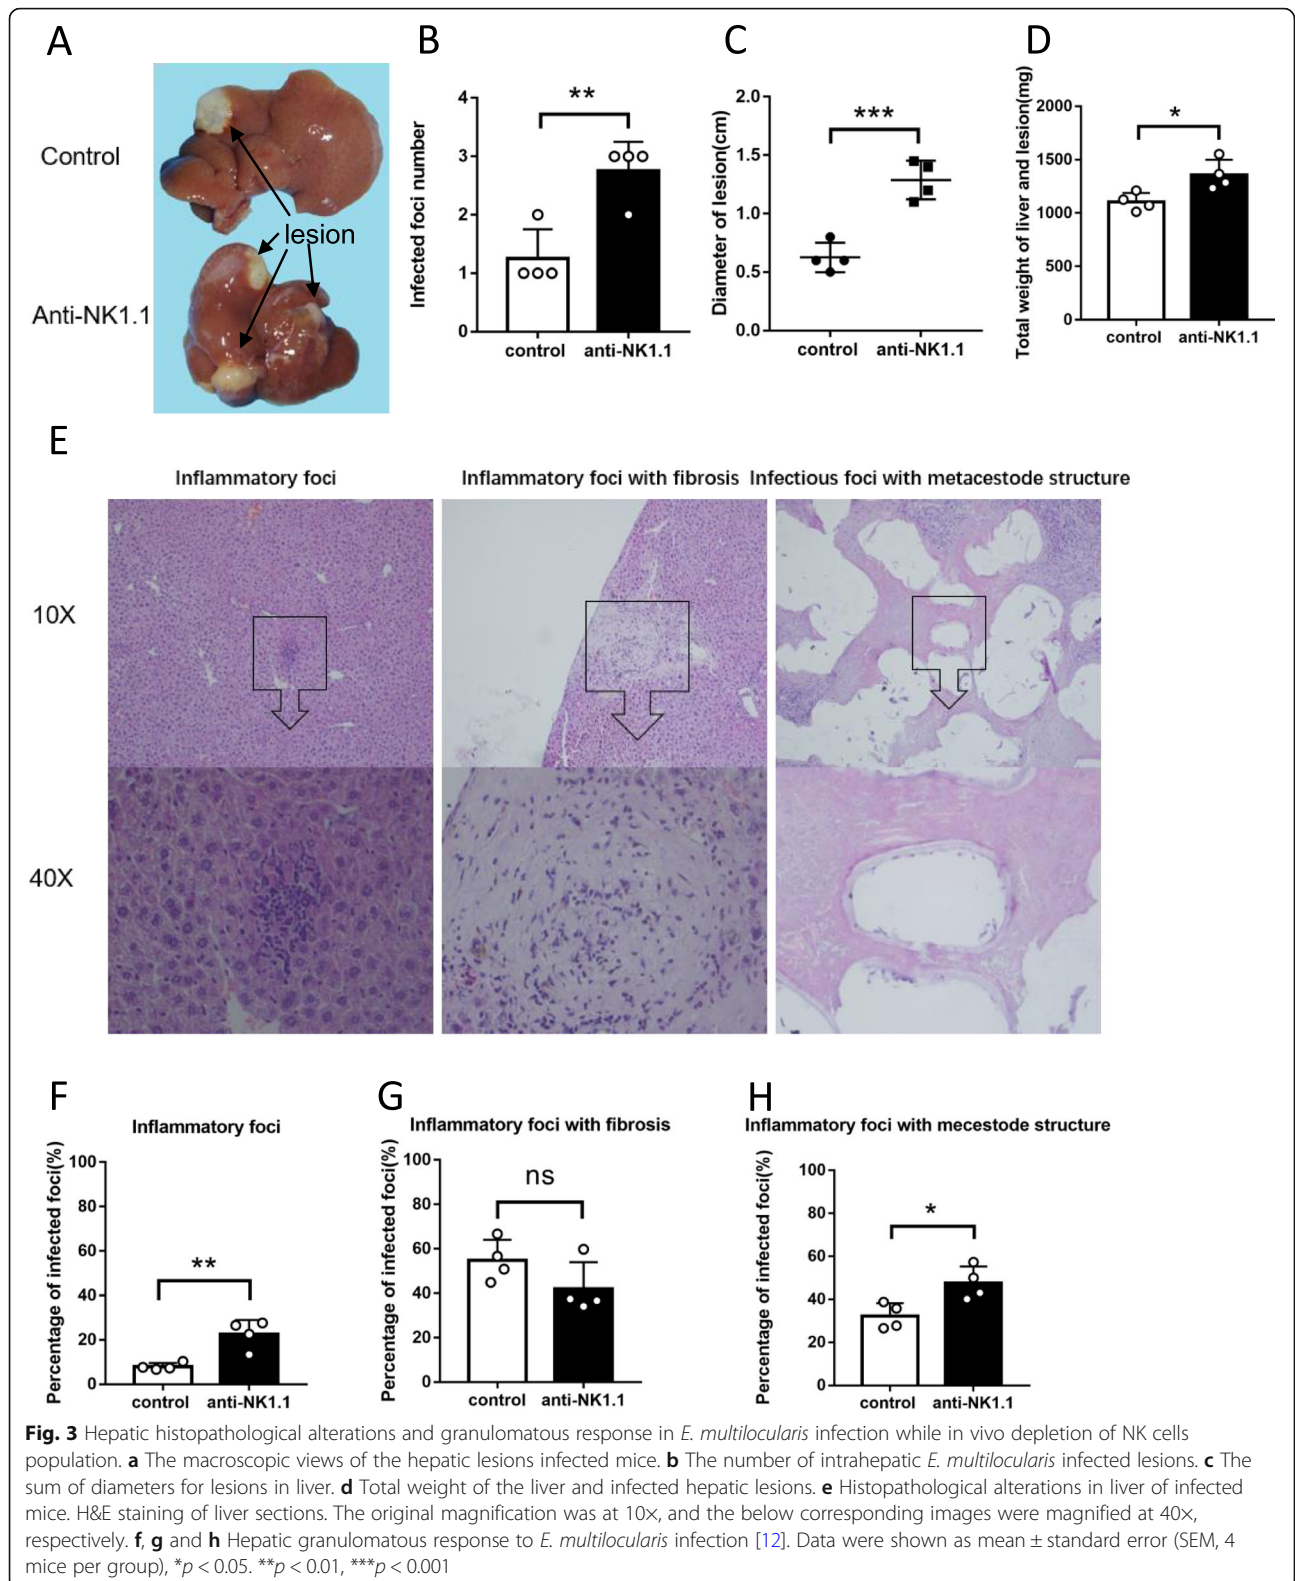 A
Control
lesion
Anti-NK1.1
B
Infected foci number
4
3
2
1
0
**
control anti-NK1.1
C
Diameter of lesion(cm)
2.0
1.5
1.0
0.5
0.0
***
control anti-NK1.1
D
Total weight of liver and lesion(mg)
2000
1500
1000
500
0
*
control anti-NK1.1
E
Inflammatory foci Inflammatory foci with fibrosis Infectious foci with metacestode structure
10X
40X
F
Inflammatory foci
Percentage of infected foci(%)
100
80
60
40
20
0
**
control anti-NK1.1
G
Inflammatory foci with fibrosis
Percentage of infected foci(%)
100
80
60
40
20
0
ns
control anti-NK1.1
H
Inflammatory foci with mecestode structure
Percentage of infected foci(%)
100
80
60
40
20
0
*
control anti-NK1.1
Fig. 3 Hepatic histopathological alterations and granulomatous response in E. multilocularis infection while in vivo depletion of NK cells
population. a The macroscopic views of the hepatic lesions infected mice. b The number of intrahepatic E. multilocularis infected lesions. c The
sum of diameters for lesions in liver. d Total weight of the liver and infected hepatic lesions. e Histopathological alterations in liver of infected
mice. H&E staining of liver sections. The original magnification was at 10×, and the below corresponding images were magnified at 40×,
respectively. f, g and h Hepatic granulomatous response to E. multilocularis infection [12]. Data were shown as mean ± standard error (SEM, 4
mice per group), *p < 0.05. **p < 0.01, ***p < 0.001